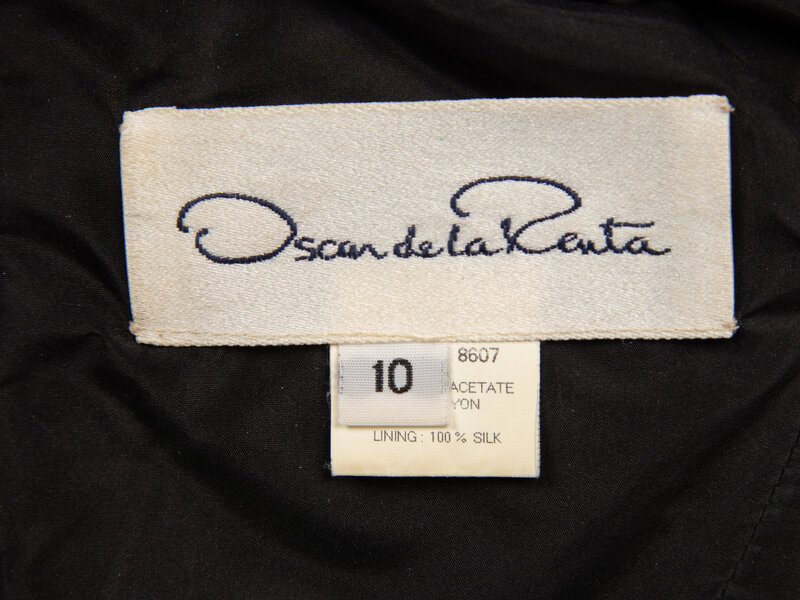 Oscar de la Renta
10
8607
ACETATE
YON
LINING: 100% SILK